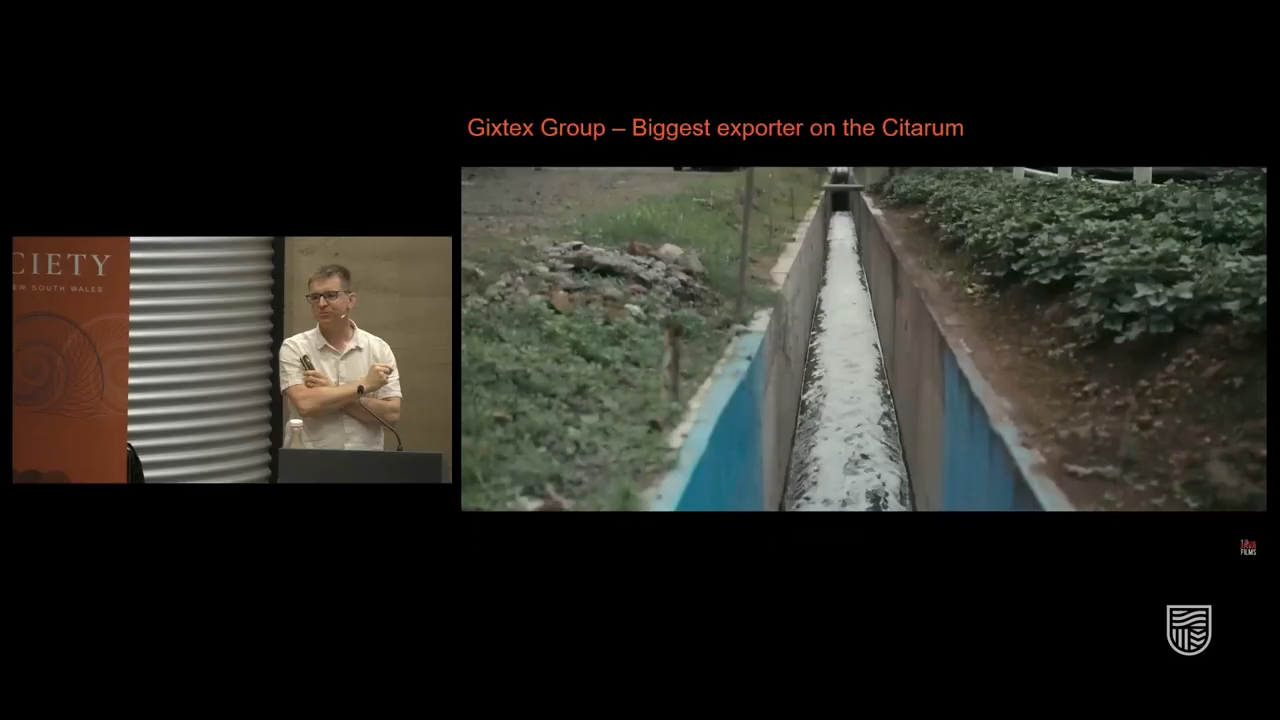 Gixtex Group – Biggest exporter on the Citarum
CIETY
EW SOUTH WALES
FILMS